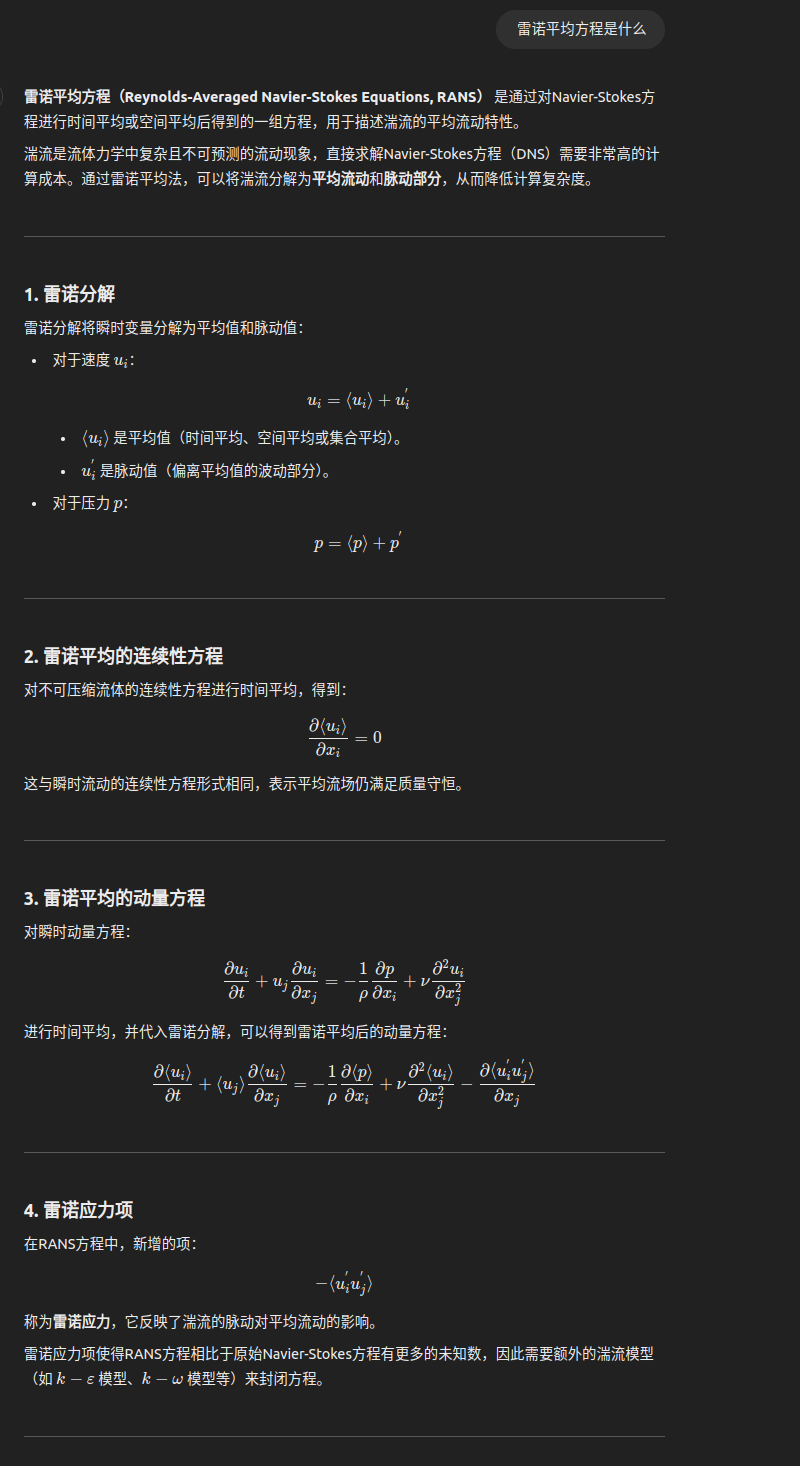 雷诺平均方程是什么
雷诺平均方程（Reynolds-Averaged Navier-Stokes Equations, RANS） 是通过对Navier-Stokes方
程进行时间平均或空间平均后得到的一组方程，用于描述湍流的平均流动特性。
湍流是流体力学中复杂且不可预测的流动现象，直接求解Navier-Stokes方程（DNS）需要非常高的计
算成本。通过雷诺平均法，可以将湍流分解为平均流动和脉动部分，从而降低计算复杂度。
1. 雷诺分解
雷诺分解将瞬时变量分解为平均值和脉动值：
• 对于速度 $u_i$：
$u_i = \langle u_i \rangle + u_i^{'}$
• $\langle u_i \rangle$ 是平均值（时间平均、空间平均或集合平均）。
• $u_i^{'}$ 是脉动值（偏离平均值的波动部分）。
• 对于压力 $p$：
$p = \langle p \rangle + p^{'}$
2. 雷诺平均的连续性方程
对不可压缩流体的连续性方程进行时间平均，得到：
$\frac{\partial \langle u_i \rangle}{\partial x_i} = 0$
这与瞬时流动的连续性方程形式相同，表示平均流场仍满足质量守恒。
3. 雷诺平均的动量方程
对瞬时动量方程：
$\frac{\partial u_i}{\partial t} + u_j \frac{\partial u_i}{\partial x_j} = -\frac{1}{\rho} \frac{\partial p}{\partial x_i} + \nu \frac{\partial^2 u_i}{\partial x_j^2}$
进行时间平均，并代入雷诺分解，可以得到雷诺平均后的动量方程：
$\frac{\partial \langle u_i \rangle}{\partial t} + \langle u_j \rangle \frac{\partial \langle u_i \rangle}{\partial x_j} = -\frac{1}{\rho} \frac{\partial \langle p \rangle}{\partial x_i} + \nu \frac{\partial^2 \langle u_i \rangle}{\partial x_j^2} - \frac{\partial \langle u_i^{'} u_j^{'} \rangle}{\partial x_j}$
4. 雷诺应力项
在RANS方程中，新增的项：
$-\langle u_i^{'} u_j^{'} \rangle$
称为雷诺应力，它反映了湍流的脉动对平均流动的影响。
雷诺应力项使得RANS方程相比于原始Navier-Stokes方程有更多的未知数，因此需要额外的湍流模型
（如 $k - \varepsilon$ 模型、$k - \omega$ 模型等）来封闭方程。